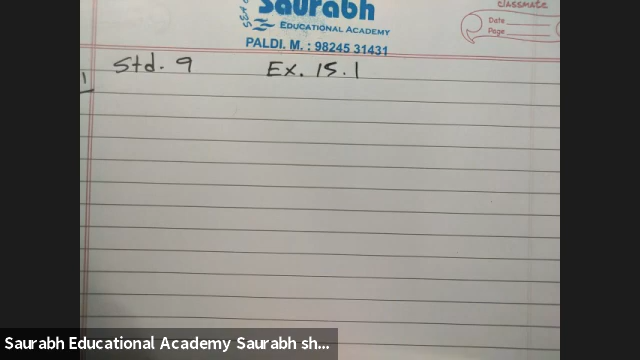 Saurabh
EDUCATIONAL ACADEMY
PALDI. M. : 98245 31431
classmate
Date
Page
Std. 9 Ex. 15.1
1
Saurabh Educational Academy Saurabh sh...